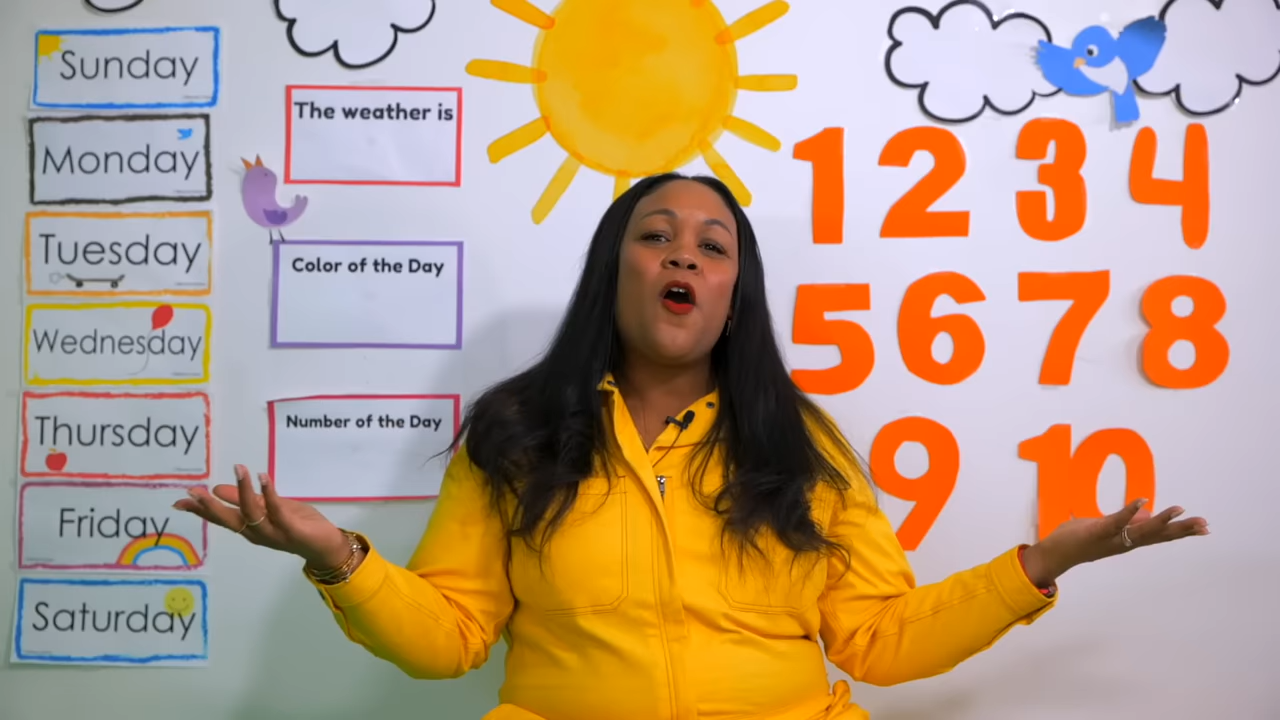 Sunday
Monday
Tuesday
Wednesday
Thursday
Friday
Saturday
The weather is
Color of the Day
Number of the Day
1 2 3 4
5 6 7 8
9 10